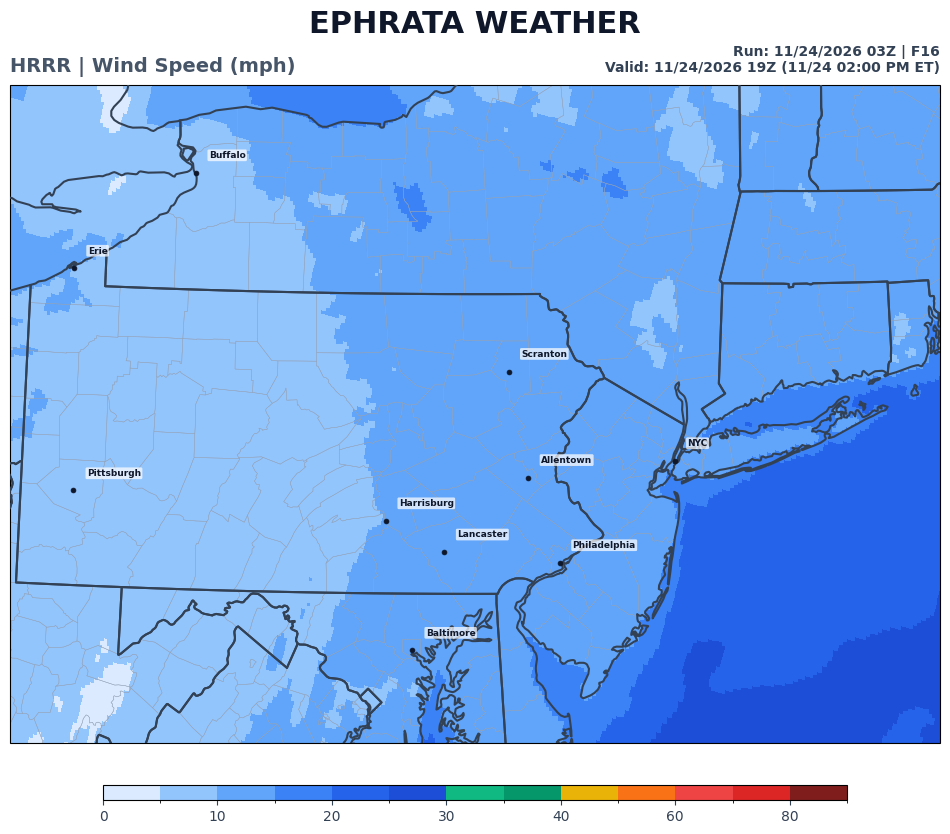 EPHRATA WEATHER
HRRR | Wind Speed (mph)
Run: 11/24/2026 03Z | F16
Valid: 11/24/2026 19Z (11/24 02:00 PM ET)
Buffalo
Erie
Scranton
NYC
Allentown
Pittsburgh
Harrisburg
Lancaster
Philadelphia
Baltimore
0 10 20 30 40 60 80